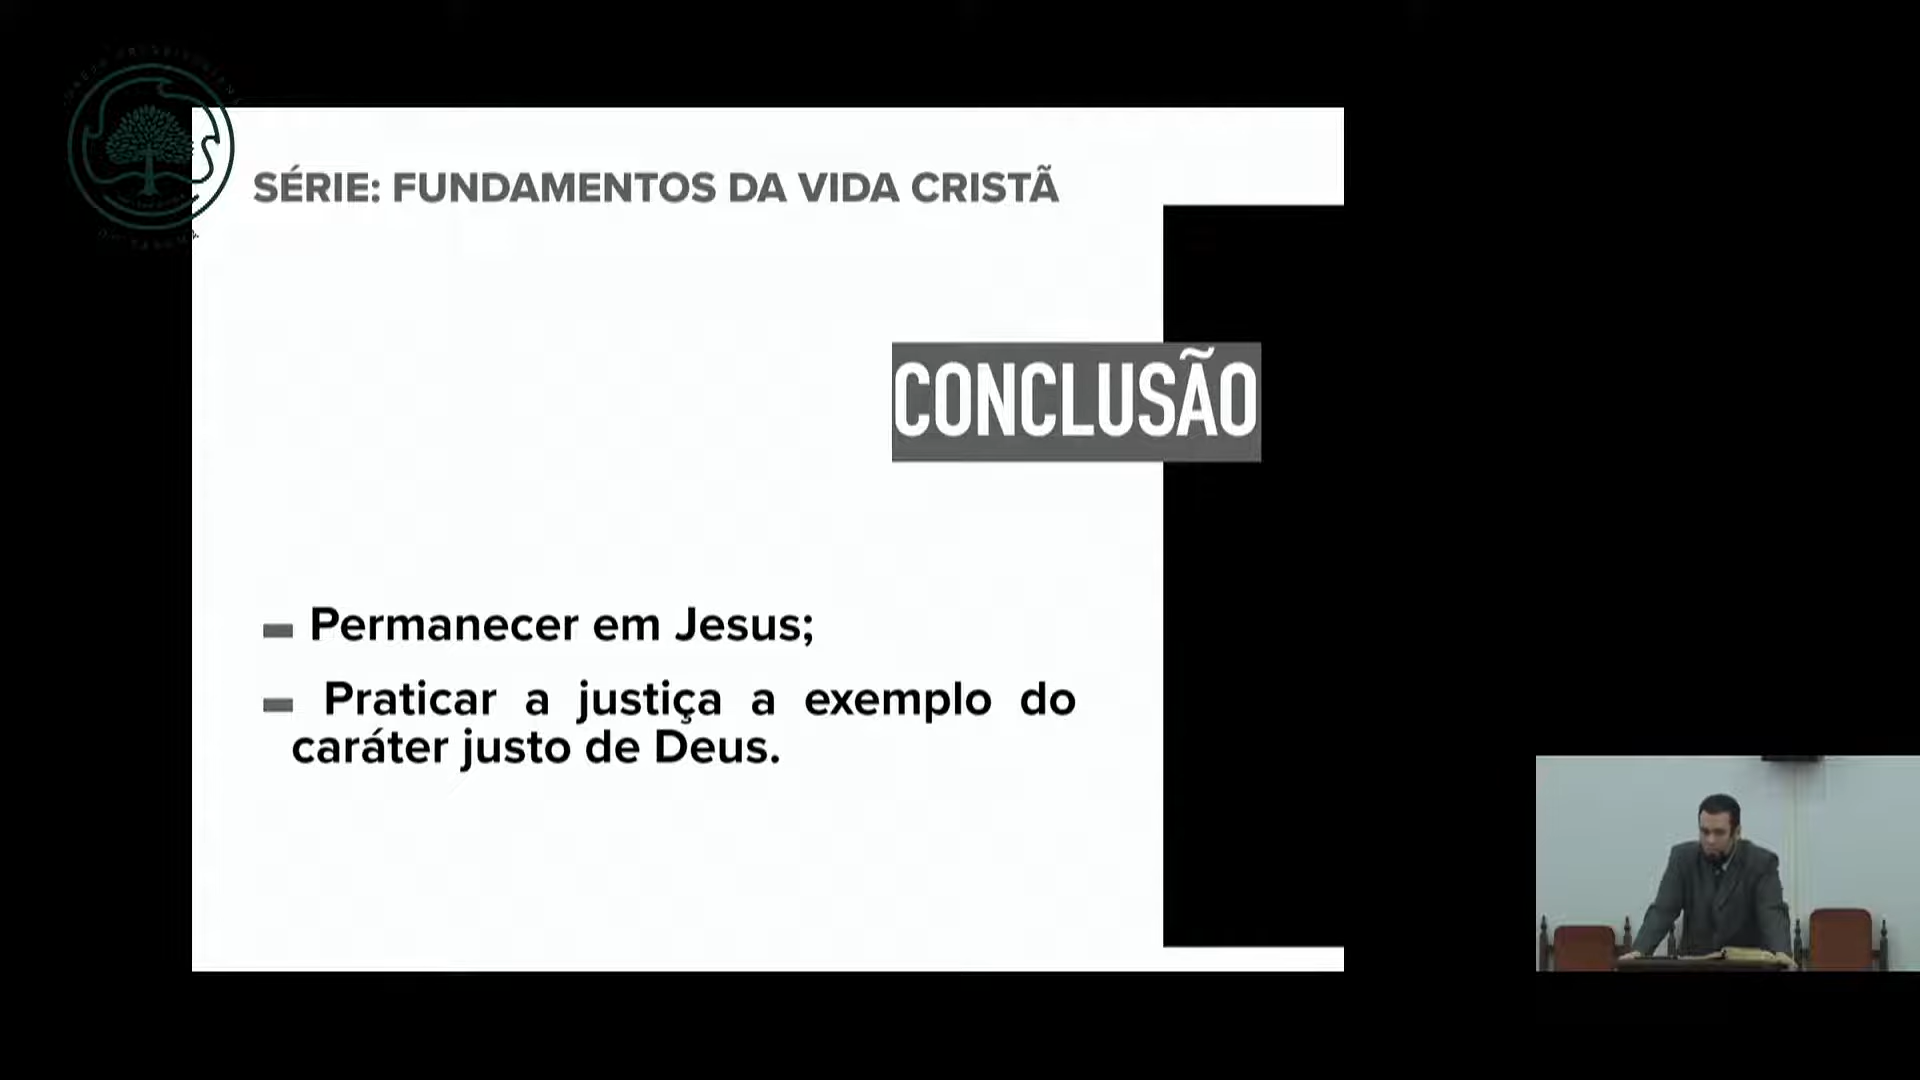 SÉRIE: FUNDAMENTOS DA VIDA CRISTÃ
CONCLUSÃO
Permanecer em Jesus;
Praticar a justiça a exemplo do
caráter justo de Deus.